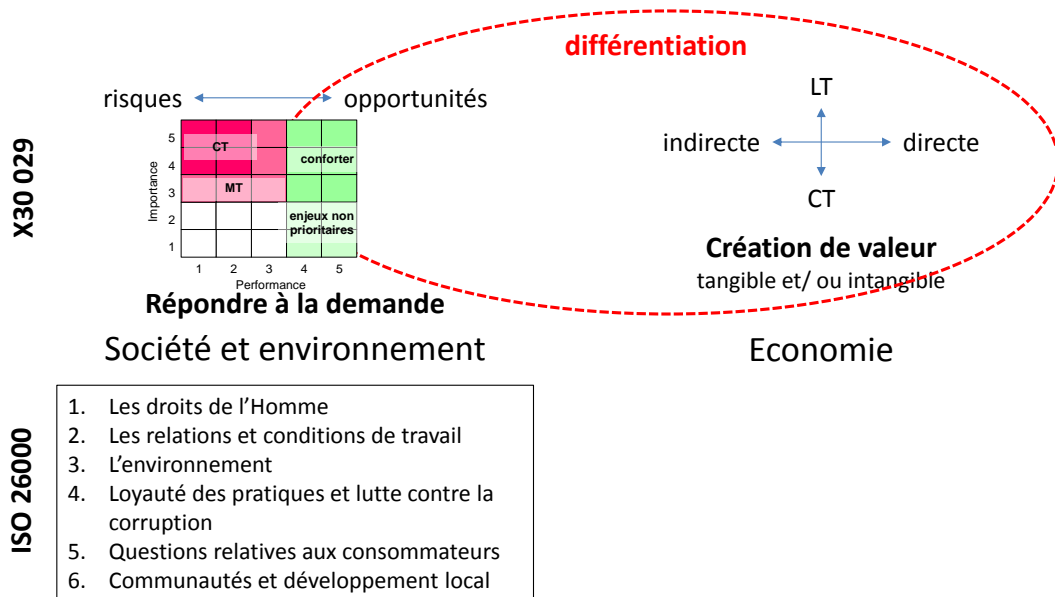 différentiation
risques
opportunités
LT
indirecte
directe
CT
X30 029
Importance
5
4
3
2
1
CT
conforter
MT
enjeux non
prioritaires
1 2 3 4 5
Performance
Répondre à la demande
Création de valeur
tangible et/ ou intangible
Société et environnement
Economie
ISO 26000
1. Les droits de l’Homme
2. Les relations et conditions de travail
3. L’environnement
4. Loyauté des pratiques et lutte contre la
corruption
5. Questions relatives aux consommateurs
6. Communautés et développement local